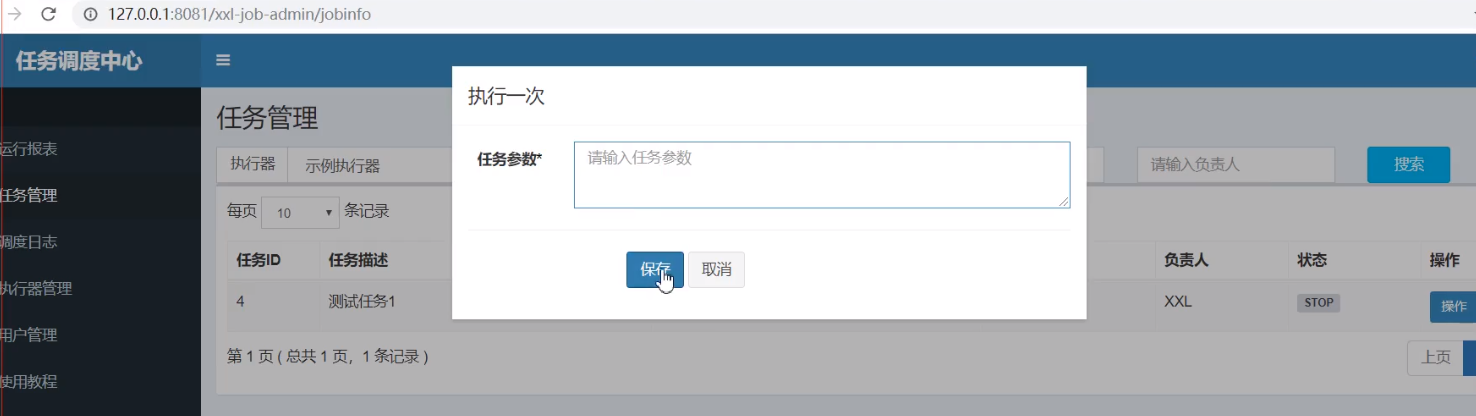 127.0.0.1:8081/xxl-job-admin/jobinfo
任务调度中心
执行一次
任务管理
任务参数*
请输入任务参数
运行报表
执行器
示例执行器
请输入负责人
搜索
任务管理
每页 10 条记录
调度日志
任务ID 任务描述 负责人 状态 操作
保存 取消
执行器管理
4 测试任务1 XXL STOP 操作
用户管理
第 1 页 ( 总共 1 页，1 条记录 )
上页
使用教程